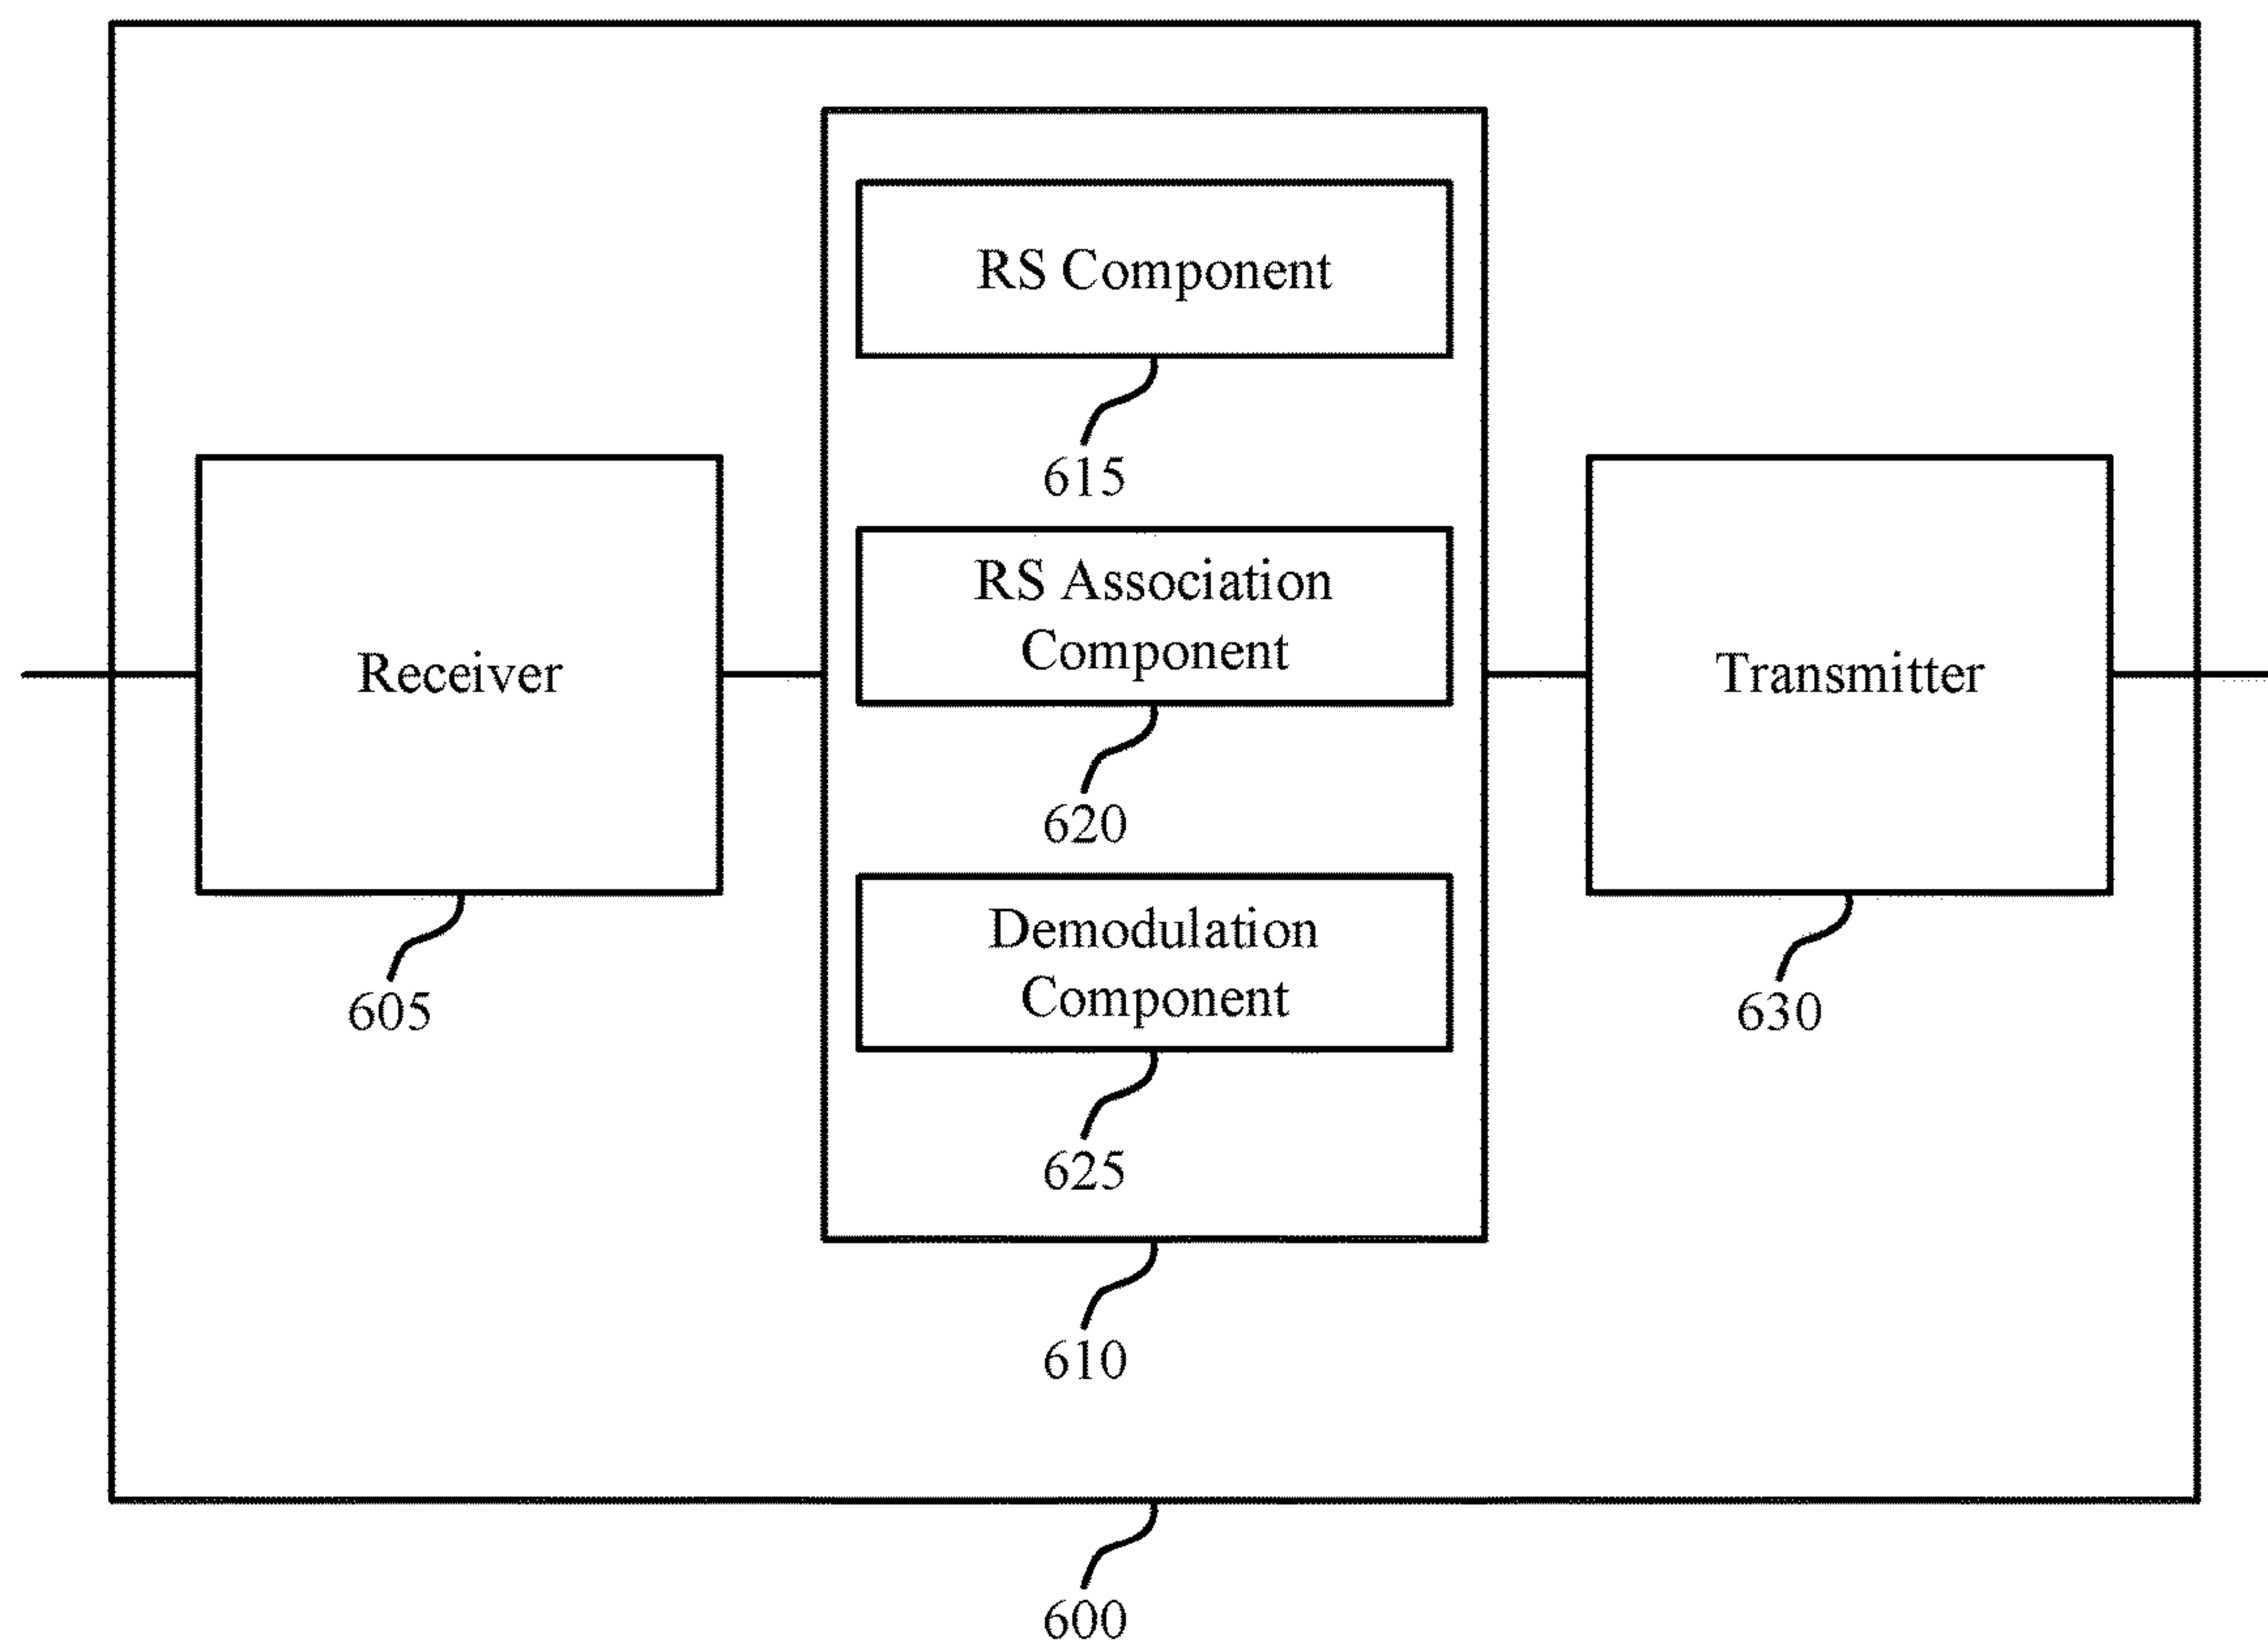 RS Component
615
RS Association
Component
620
Receiver
605
Transmitter
630
Demodulation
Component
625
610
600